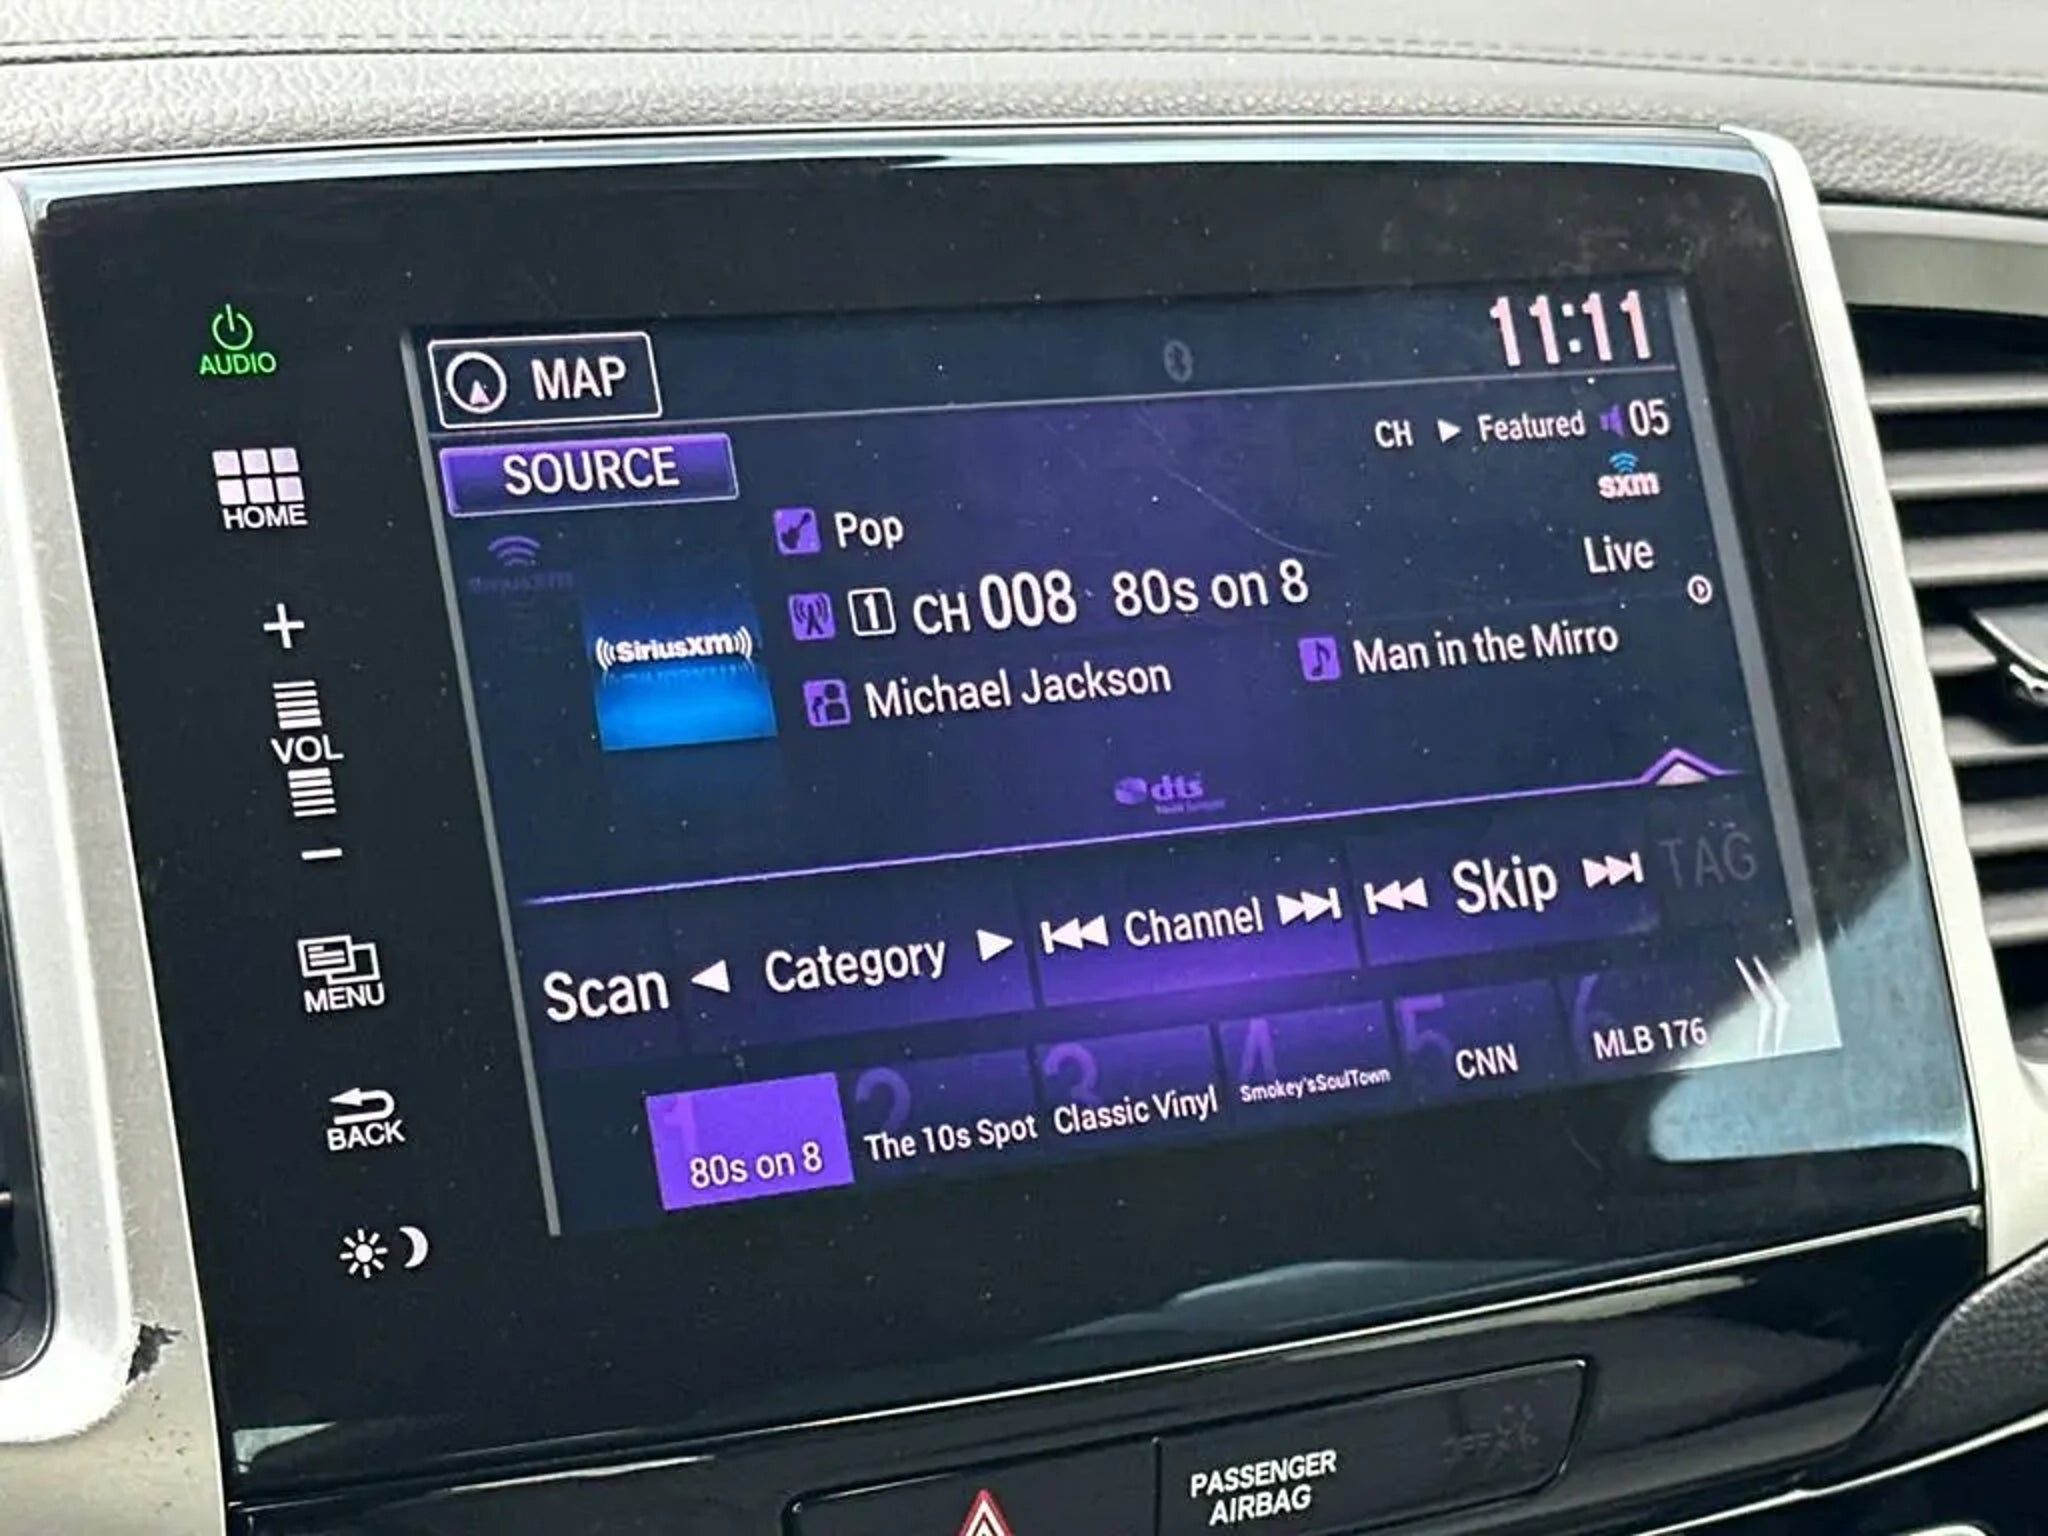 AUDIO
MAP
11:11
SOURCE
CH ▶ Featured 05
sxm
HOME
Pop
Live
1 CH 008 80s on 8
SiriusXM
Michael Jackson
Man in the Mirro
VOL
dts
Scan ◀ Category ▶ Channel Skip TAG
MENU
1 2 3 4 5 6
80s on 8 The 10s Spot Classic Vinyl Smokey'sSoulTown CNN MLB 176
BACK
PASSENGER
AIRBAG